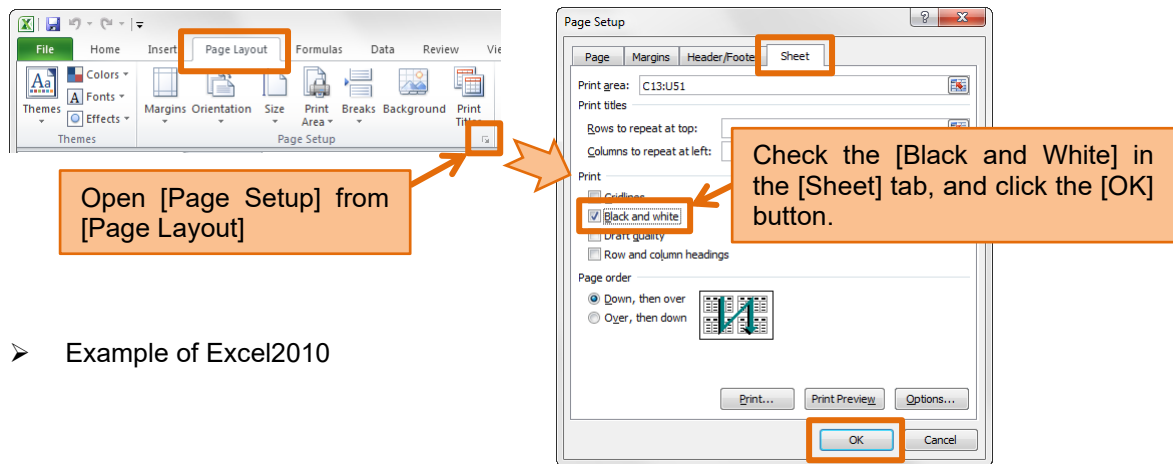 File Home Insert Page Layout Formulas Data Review Vie
Colors
Fonts
Effects
Themes Margins Orientation Size Print Area Breaks Background Print
Themes Page Setup
Open [Page Setup] from
[Page Layout]
➢ Example of Excel2010
Page Setup
Page Margins Header/Foote Sheet
Print area: C13:U51
Print titles
Rows to repeat at top:
Columns to repeat at left:
Check the [Black and White] in
the [Sheet] tab, and click the [OK]
button.
Print
Gridlines
Black and white
Draft quality
Row and column headings
Page order
Down, then over
Over, then down
Print... Print Preview Options...
OK Cancel